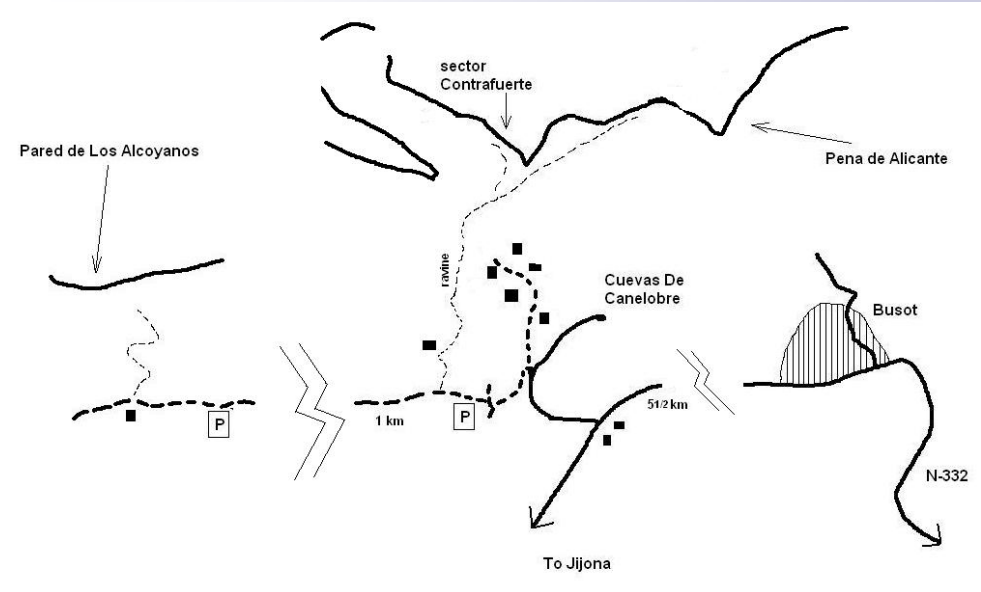 sector
Contrafuerte
Pared de Los Alcoyanos
Pena de Alicante
ravine
Cuevas De
Canelobre
Busot
P
1 km
P
51/2 km
N-332
To Jijona